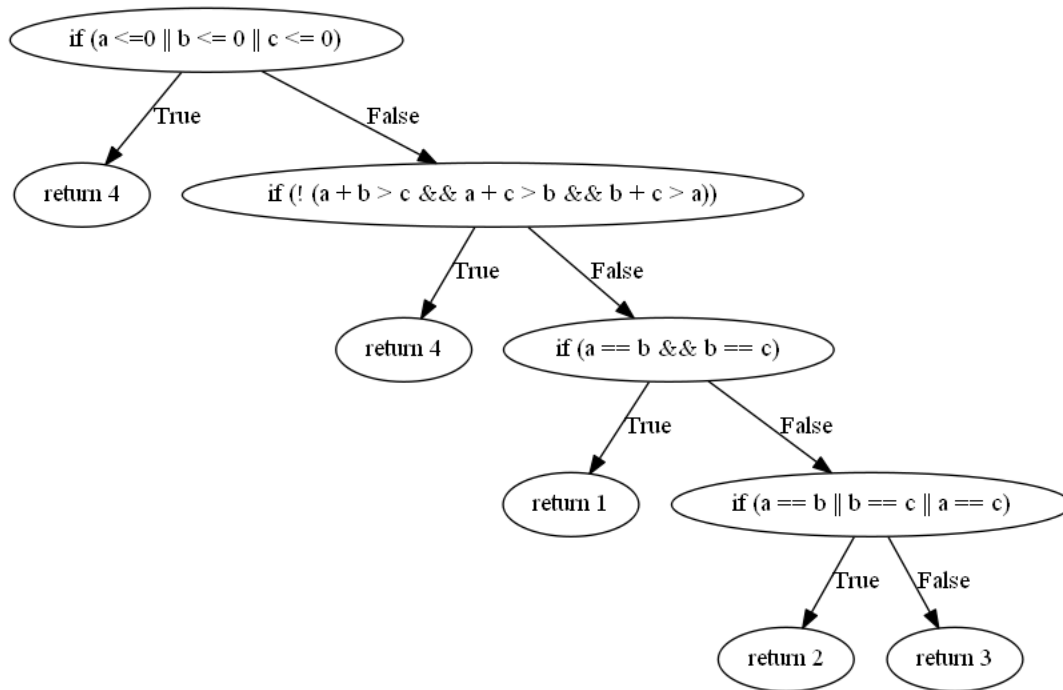 if (a <=0 || b <= 0 || c <= 0)
True
False
return 4
if (! (a + b > c && a + c > b && b + c > a))
True
False
return 4
if (a == b && b == c)
True
False
return 1
if (a == b || b == c || a == c)
True
False
return 2
return 3